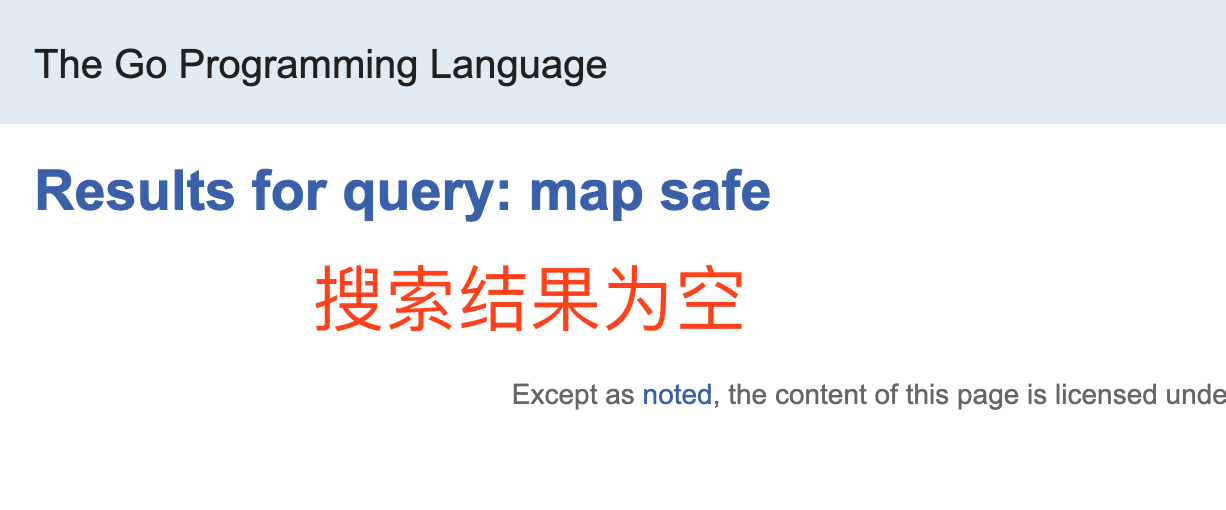 The Go Programming Language
Results for query: map safe
搜索结果为空
Except as noted, the content of this page is licensed unde